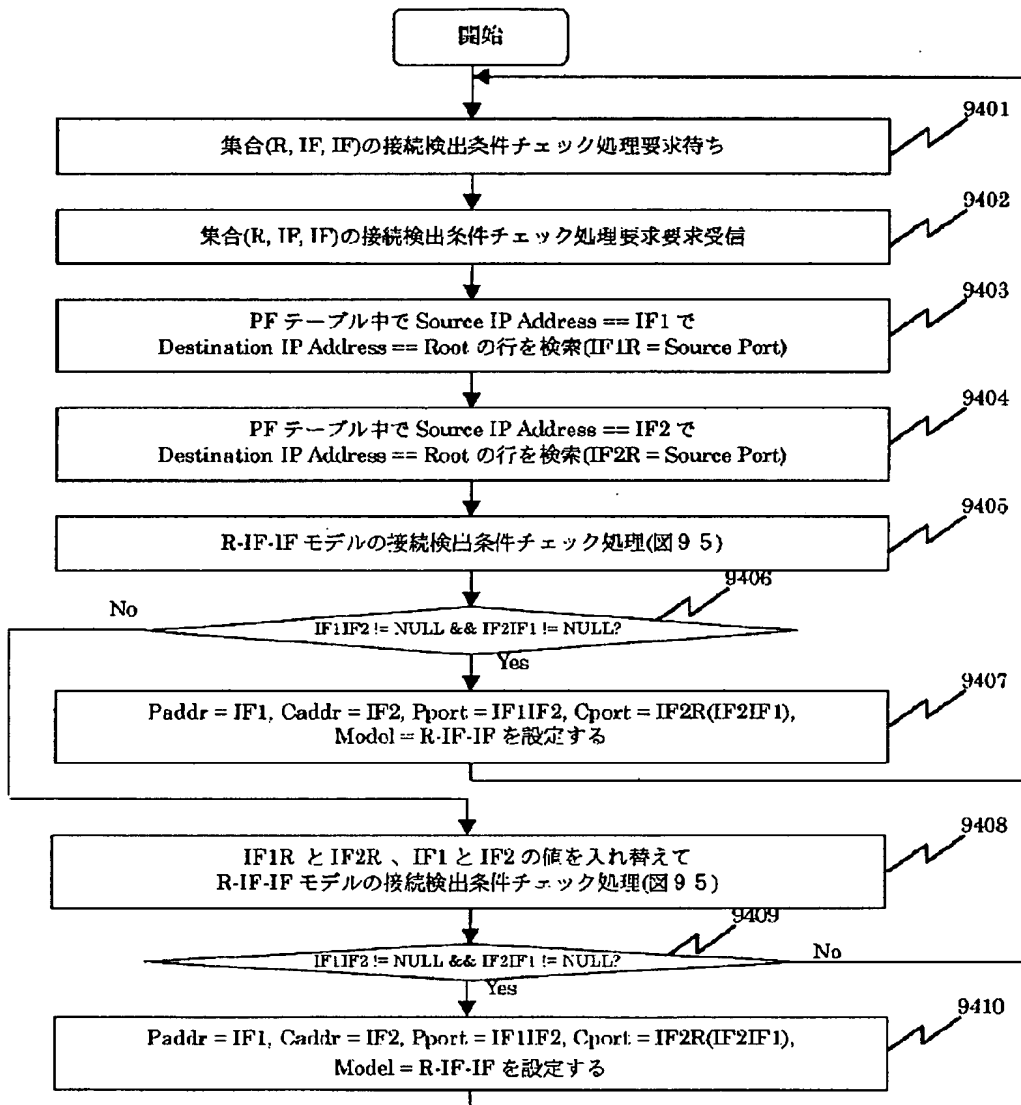 開始
9401
集合(R, IF, IF)の接続検出条件チェック処理要求待ち
9402
集合(R, IF, IF)の接続検出条件チェック処理要求要求受信
9403
PF テーブル中で Source IP Address == IF1 で
Destination IP Address == Root の行を検索(IF1R = Source Port)
9404
PF テーブル中で Source IP Address == IF2 で
Destination IP Address == Root の行を検索(IF2R = Source Port)
9405
R-IF-IF モデルの接続検出条件チェック処理(図９５)
9406
No
IF1IF2 != NULL && IF2IF1 != NULL?
Yes
9407
Paddr = IF1, Caddr = IF2, Pport = IF1IF2, Cport = IF2R(IF2IF1),
Model = R-IF-IF を設定する
9408
IF1R と IF2R 、IF1 と IF2 の値を入れ替えて
R-IF-IF モデルの接続検出条件チェック処理(図９５)
9409
IF1IF2 != NULL && IF2IF1 != NULL?
No
Yes
9410
Paddr = IF1, Caddr = IF2, Pport = IF1IF2, Cport = IF2R(IF2IF1),
Model = R-IF-IF を設定する